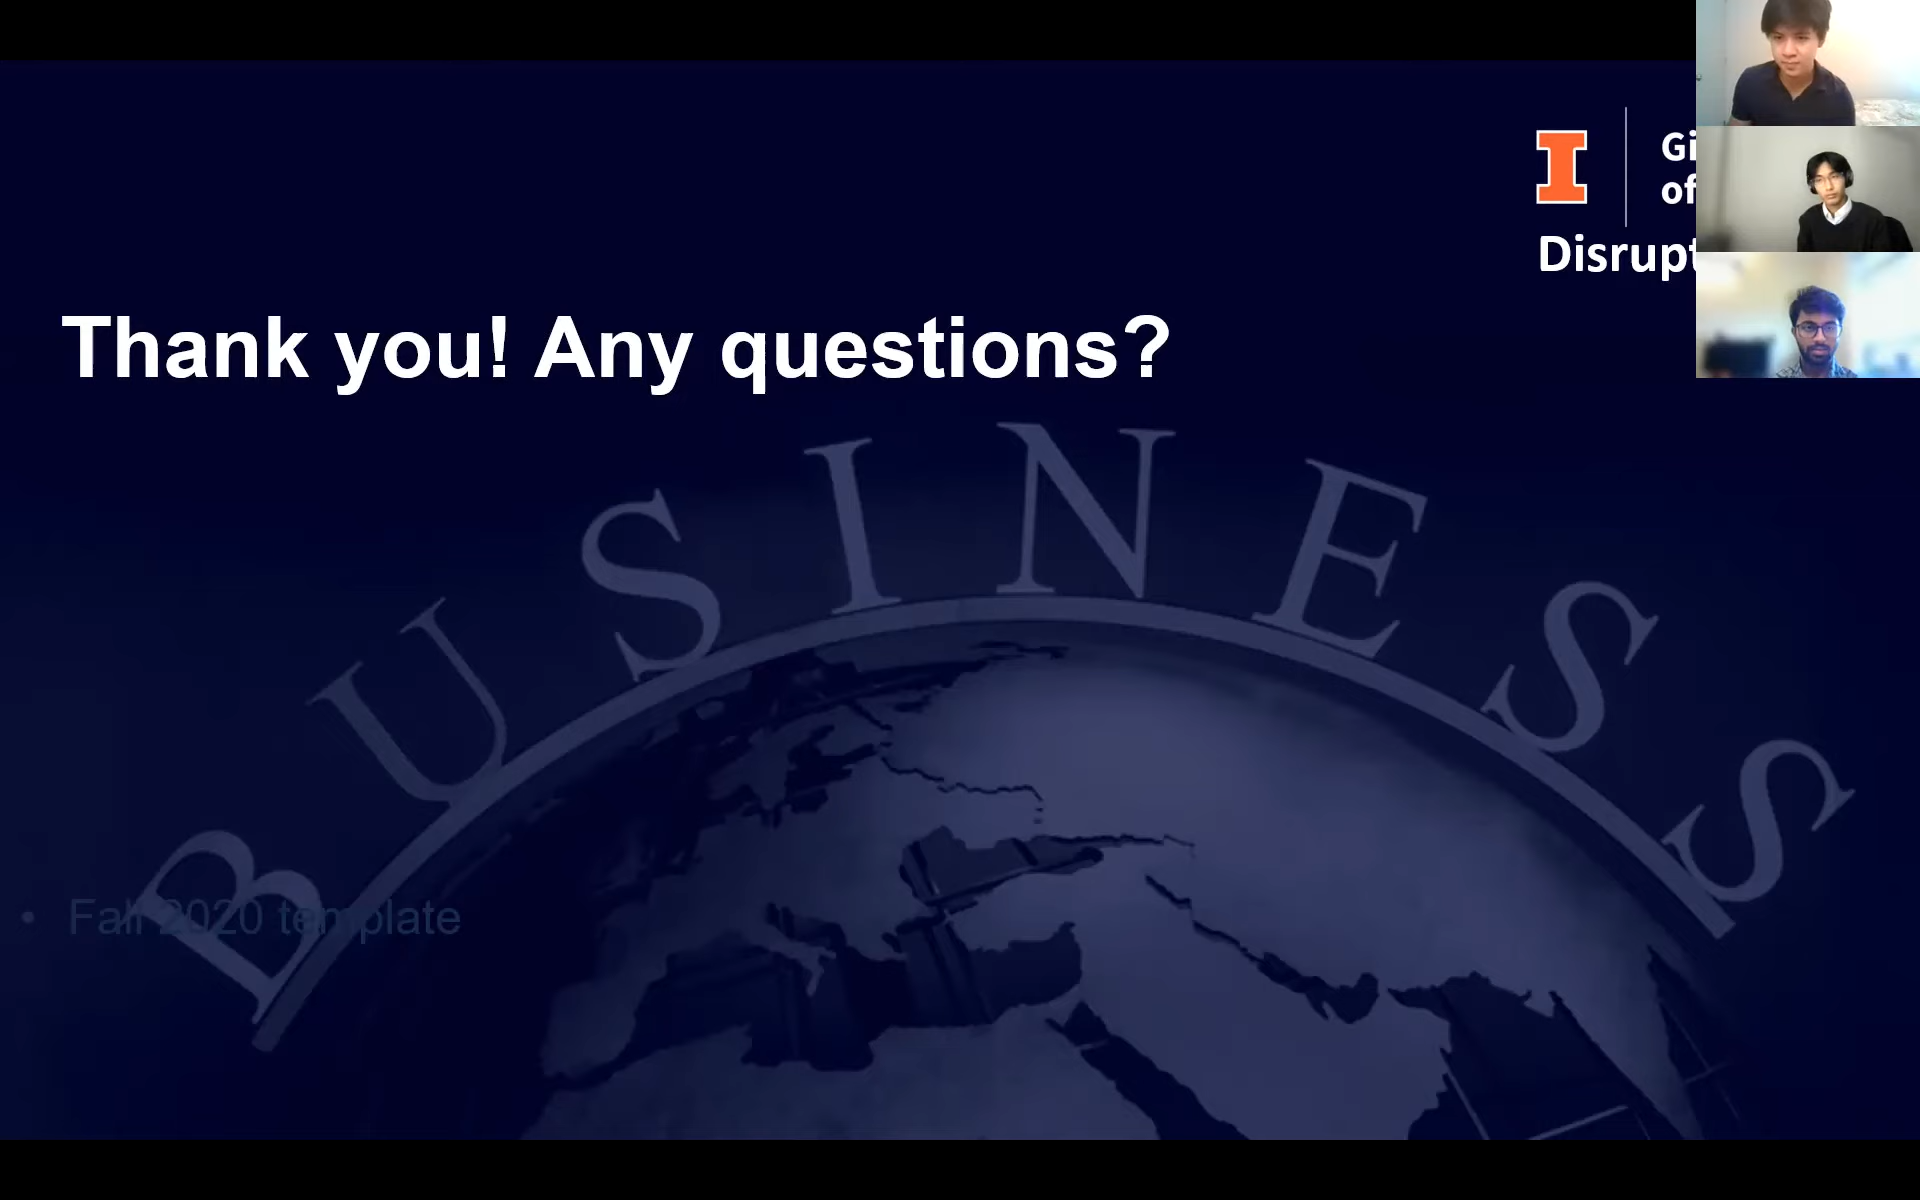 I
Gi
of
Disrupt
Thank you! Any questions?
BUSINESS
• Fall 2020 template